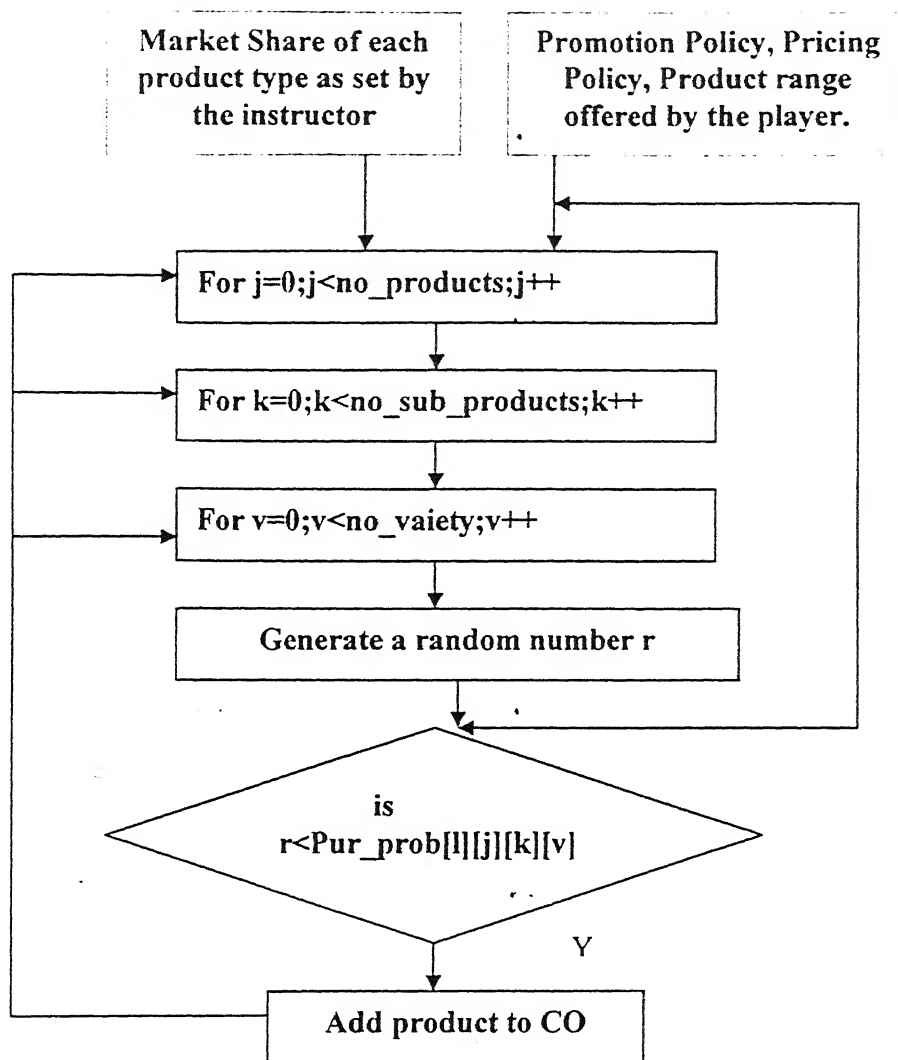 Market Share of each
product type as set by
the instructor
Promotion Policy, Pricing
Policy, Product range
offered by the player.
For j=0;j<no_products;j++
For k=0;k<no_sub_products;k++
For v=0;v<no_vaiety;v++
Generate a random number r
is
r<Pur_prob[l][j][k][v]
Y
Add product to CO